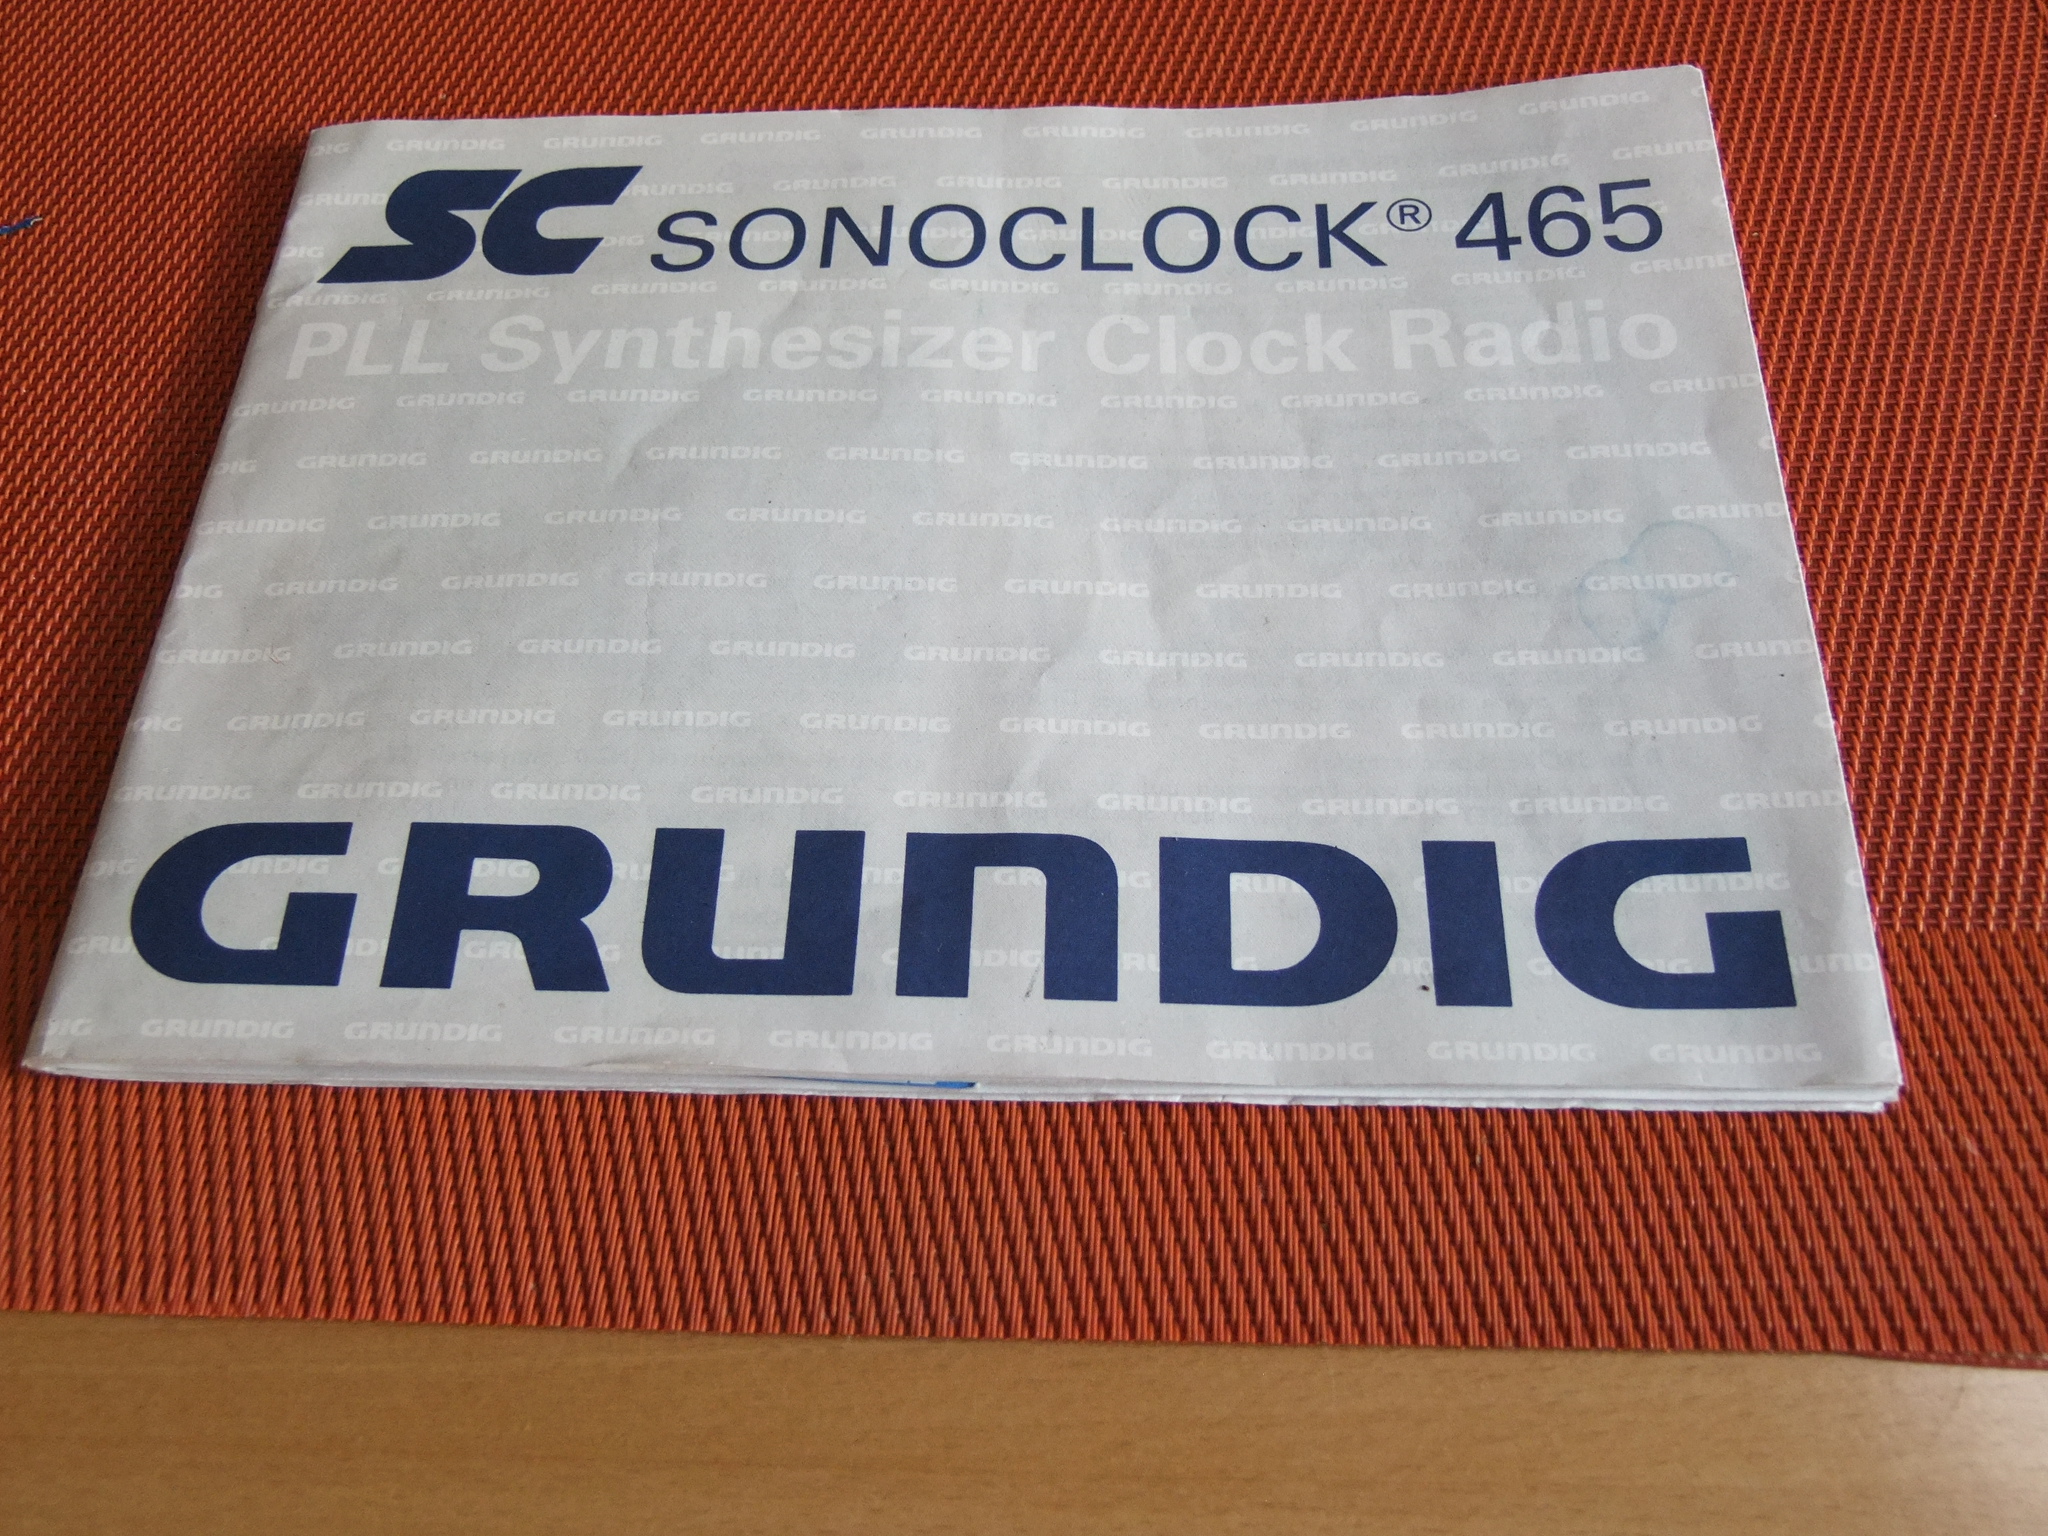 SC SONOCLOCK® 465
PLL Synthesizer Clock Radio
GRUNDIG